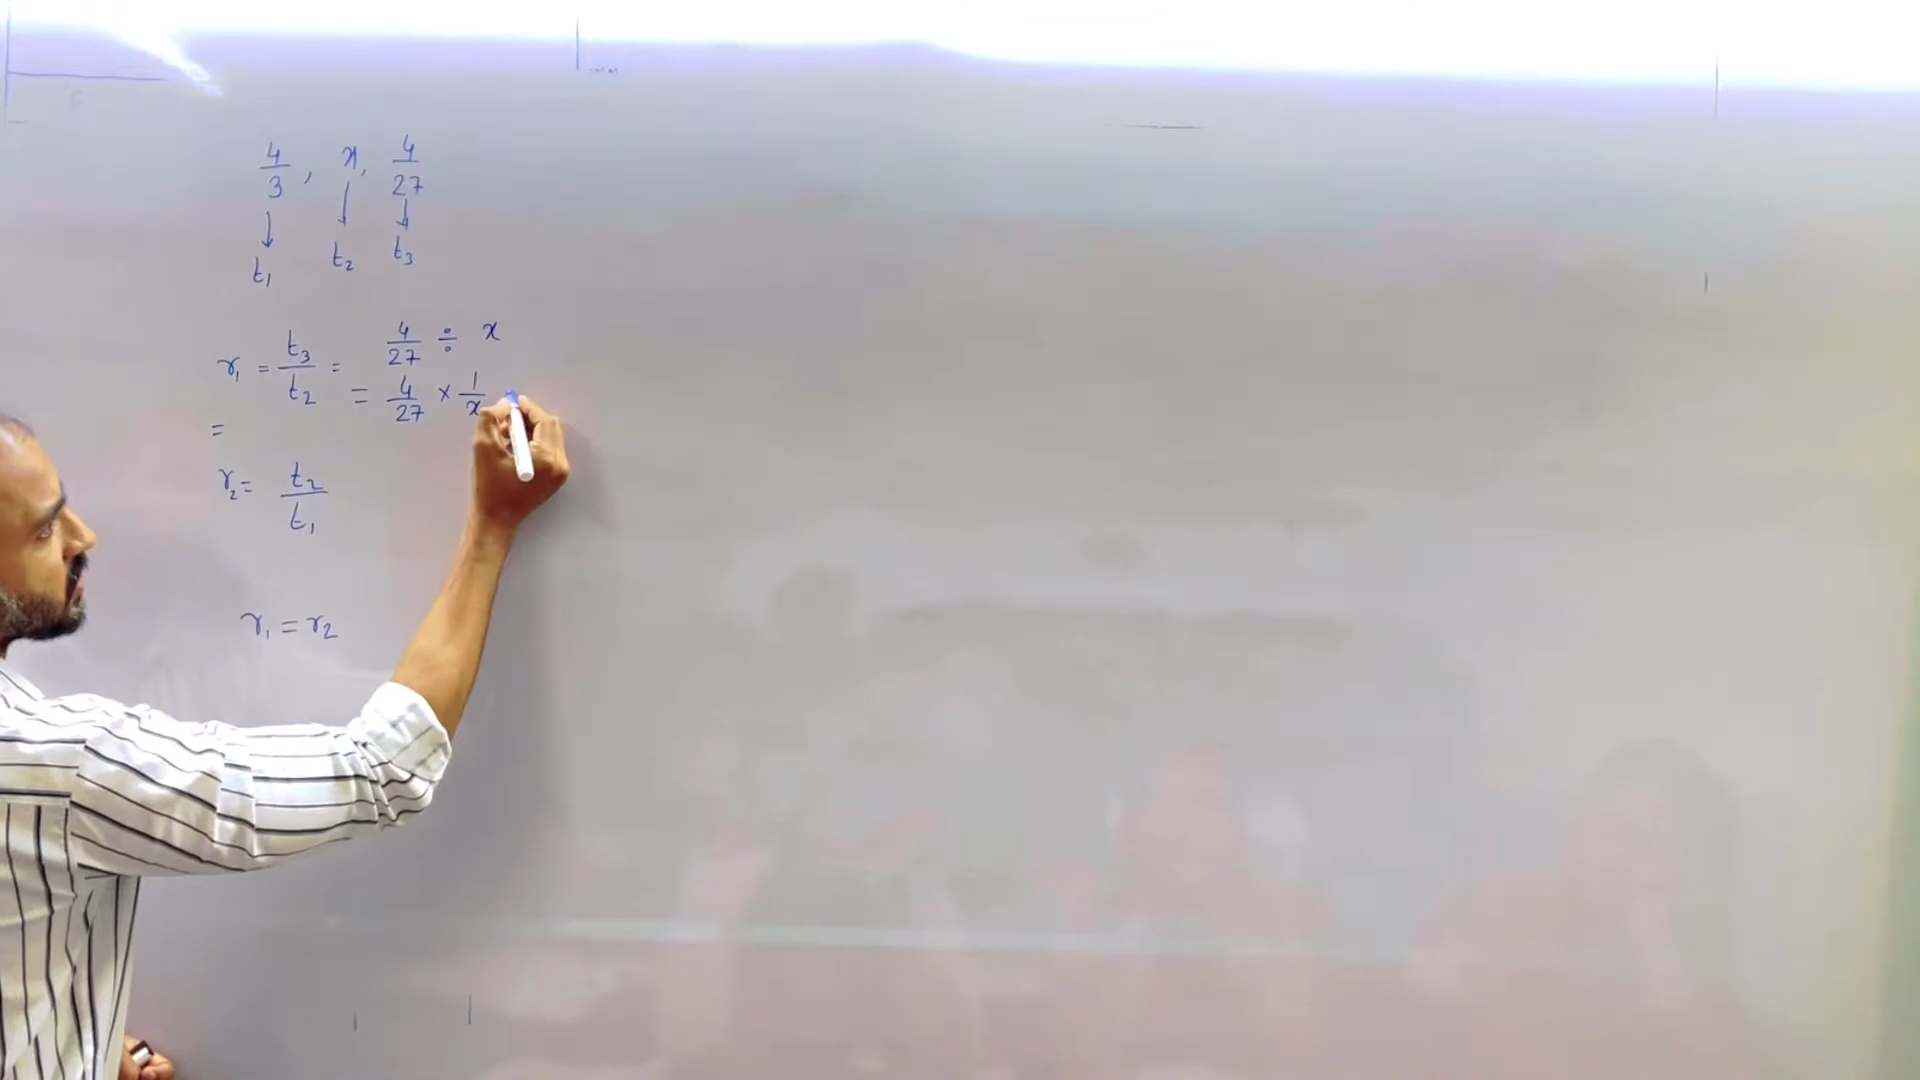 4/3 , x, 4/27
↓ ↓ ↓
t₁ t₂ t₃
r₁ = t₃/t₂ = 4/27 ÷ x
= 4/27 × 1/x
=
r₂ = t₂/t₁
r₁ = r₂